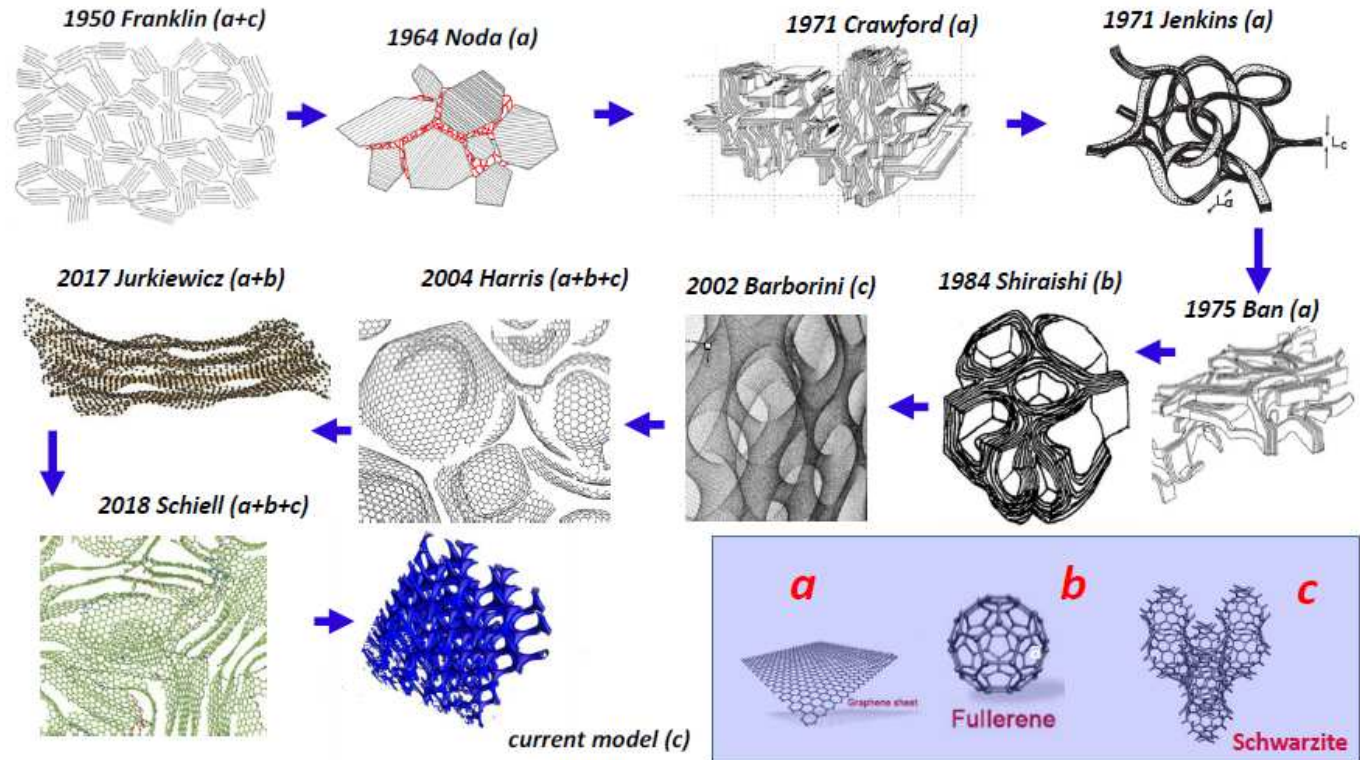 1950 Franklin (a+c)
1964 Noda (a)
1971 Crawford (a)
1971 Jenkins (a)
Lc
La
1975 Ban (a)
1984 Shiraishi (b)
2002 Barborini (c)
2004 Harris (a+b+c)
2017 Jurkiewicz (a+b)
2018 Schiell (a+b+c)
current model (c)
a
b
c
Graphene sheet
Fullerene
Schwarzite